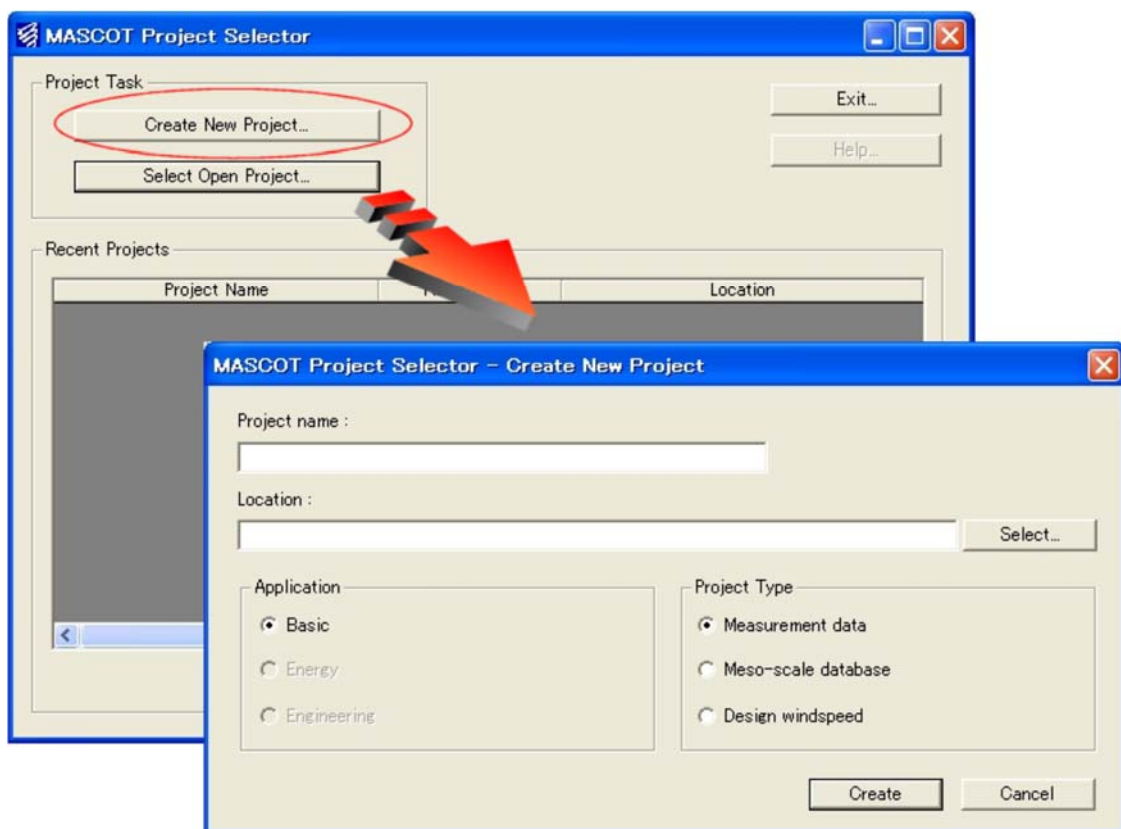 MASCOT Project Selector
Project Task
Create New Project...
Select Open Project...
Exit...
Help...
Recent Projects
Project Name
Location
MASCOT Project Selector - Create New Project
Project name :
Location :
Select...
Application
Basic
Energy
Engineering
Project Type
Measurement data
Meso-scale database
Design windspeed
Create
Cancel